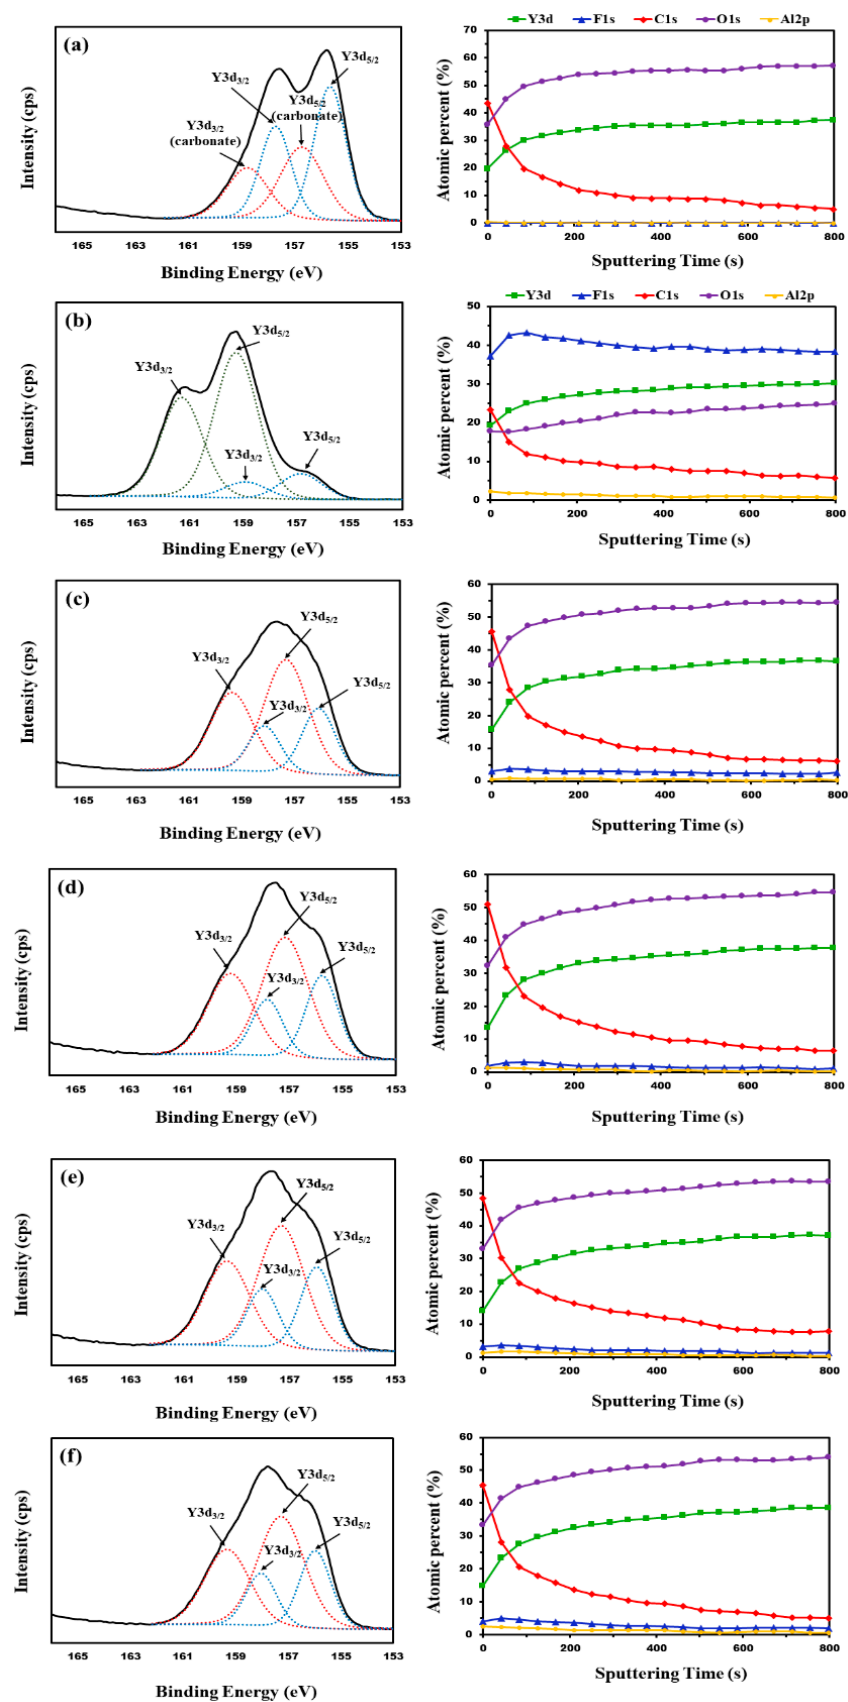 (a)
Y3d3/2
Y3d5/2
Y3d5/2
(carbonate)
Y3d3/2
(carbonate)
Intensity (cps)
165 163 161 159 157 155 153
Binding Energy (eV)
Y3d F1s C1s O1s Al2p
Atomic percent (%)
70
60
50
40
30
20
10
0
0 200 400 600 800
Sputtering Time (s)
(b)
Y3d5/2
Y3d3/2
Y3d5/2
Y3d3/2
Intensity (cps)
165 163 161 159 157 155 153
Binding Energy (eV)
Y3d F1s C1s O1s Al2p
Atomic percent (%)
50
40
30
20
10
0
0 200 400 600 800
Sputtering Time (s)
(c)
Y3d5/2
Y3d3/2
Y3d5/2
Y3d3/2
Intensity (cps)
165 163 161 159 157 155 153
Binding Energy (eV)
Atomic percent (%)
60
50
40
30
20
10
0
0 200 400 600 800
Sputtering Time (s)
(d)
Y3d5/2
Y3d3/2
Y3d5/2
Y3d3/2
Intensity (cps)
165 163 161 159 157 155 153
Binding Energy (eV)
Atomic percent (%)
60
50
40
30
20
10
0
0 200 400 600 800
Sputtering Time (s)
(e)
Y3d5/2
Y3d3/2
Y3d5/2
Y3d3/2
Intensity (cps)
165 163 161 159 157 155 153
Binding Energy (eV)
Atomic percent (%)
60
50
40
30
20
10
0
0 200 400 600 800
Sputtering Time (s)
(f)
Y3d5/2
Y3d3/2
Y3d5/2
Y3d3/2
Intensity (cps)
165 163 161 159 157 155 153
Binding Energy (eV)
Atomic percent (%)
60
50
40
30
20
10
0
0 200 400 600 800
Sputtering Time (s)